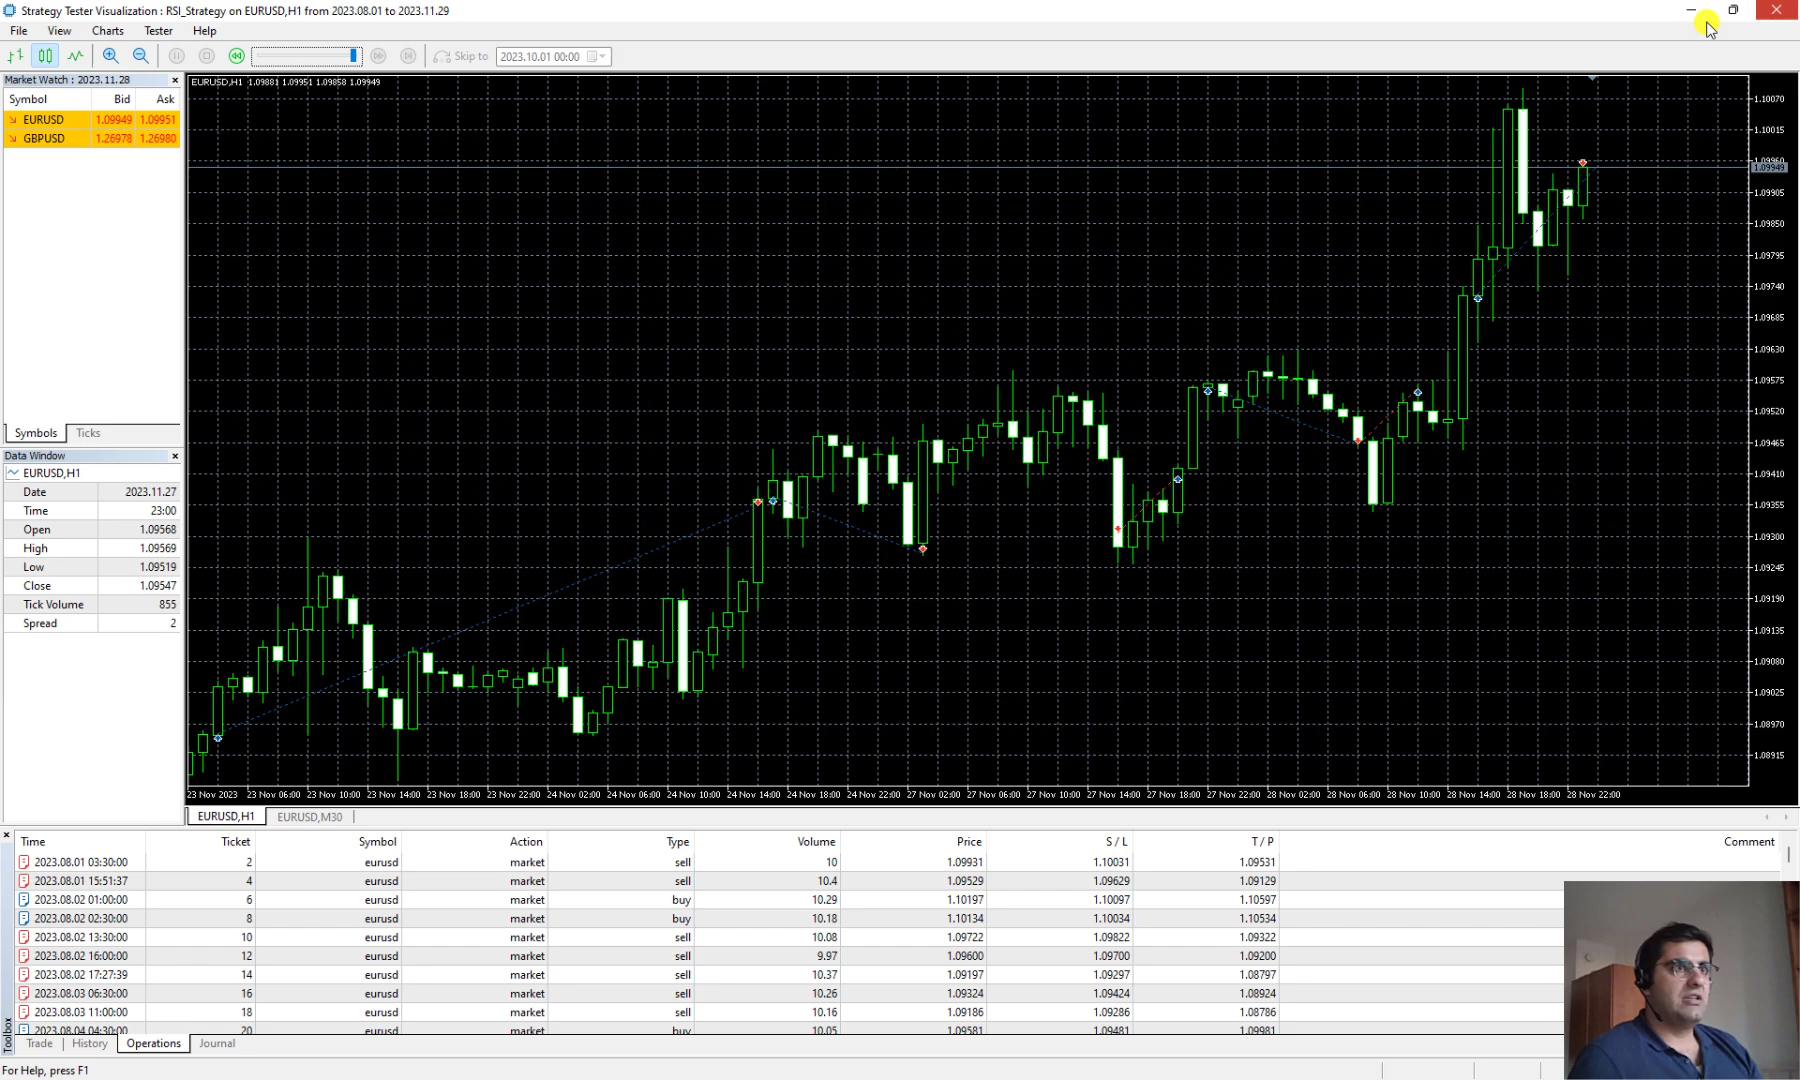 Strategy Tester Visualization : RSI_Strategy on EURUSD,H1 from 2023.08.01 to 2023.11.29
File View Charts Tester Help
Skip to 2023.10.01 00:00
Market Watch : 2023.11.28
Symbol Bid Ask
EURUSD 1.09949 1.09951
GBPUSD 1.26978 1.26980
Symbols Ticks
Data Window
EURUSD,H1
Date 2023.11.27
Time 23:00
Open 1.09568
High 1.09569
Low 1.09519
Close 1.09547
Tick Volume 855
Spread 2
EURUSD,H1 1.09881 1.09951 1.09858 1.09949
1.10070
1.10015
1.09960
1.09949
1.09905
1.09850
1.09795
1.09740
1.09685
1.09630
1.09575
1.09520
1.09465
1.09410
1.09355
1.09300
1.09245
1.09190
1.09135
1.09080
1.09025
1.08970
1.08915
23 Nov 2023 23 Nov 06:00 23 Nov 10:00 23 Nov 14:00 23 Nov 18:00 23 Nov 22:00 24 Nov 02:00 24 Nov 06:00 24 Nov 10:00 24 Nov 14:00 24 Nov 18:00 24 Nov 22:00 27 Nov 02:00 27 Nov 06:00 27 Nov 10:00 27 Nov 14:00 27 Nov 18:00 27 Nov 22:00 28 Nov 02:00 28 Nov 06:00 28 Nov 10:00 28 Nov 14:00 28 Nov 18:00 28 Nov 22:00
EURUSD,H1 EURUSD,M30
Time Ticket Symbol Action Type Volume Price S / L T / P Comment
2023.08.01 03:30:00 2 eurusd market sell 10 1.09931 1.10031 1.09531
2023.08.01 15:51:37 4 eurusd market sell 10.4 1.09529 1.09629 1.09129
2023.08.02 01:00:00 6 eurusd market buy 10.29 1.10197 1.10097 1.10597
2023.08.02 02:30:00 8 eurusd market buy 10.18 1.10134 1.10034 1.10534
2023.08.02 13:30:00 10 eurusd market sell 10.08 1.09722 1.09822 1.09322
2023.08.02 16:00:00 12 eurusd market sell 9.97 1.09600 1.09700 1.09200
2023.08.02 17:27:39 14 eurusd market sell 10.37 1.09197 1.09297 1.08797
2023.08.03 06:30:00 16 eurusd market sell 10.26 1.09324 1.09424 1.08924
2023.08.03 11:00:00 18 eurusd market sell 10.16 1.09186 1.09286 1.08786
2023.08.04 04:30:00 20 eurusd market buy 10.05 1.09581 1.09481 1.09981
Toolbox
Trade History Operations Journal
For Help, press F1